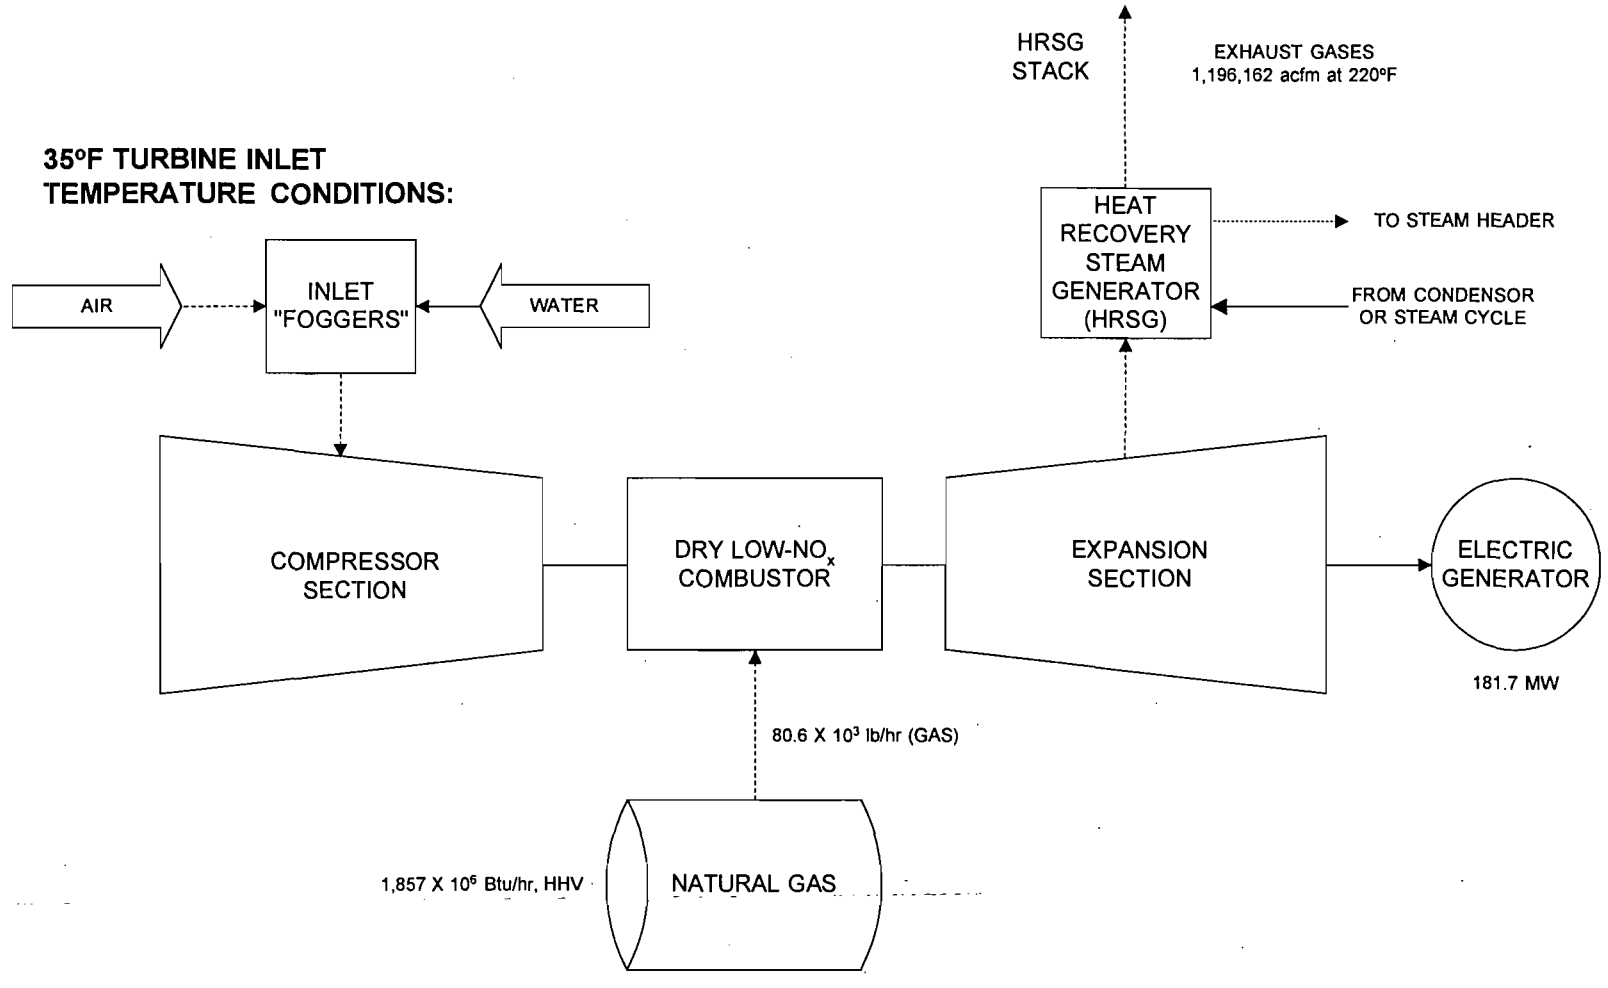 HRSG
STACK
EXHAUST GASES
1,196,162 acfm at 220ºF
35ºF TURBINE INLET
TEMPERATURE CONDITIONS:
AIR
INLET
"FOGGERS"
WATER
HEAT
RECOVERY
STEAM
GENERATOR
(HRSG)
TO STEAM HEADER
FROM CONDENSOR
OR STEAM CYCLE
COMPRESSOR
SECTION
DRY LOW-NOₓ
COMBUSTOR
EXPANSION
SECTION
ELECTRIC
GENERATOR
181.7 MW
80.6 X 10³ lb/hr (GAS)
1,857 X 10⁶ Btu/hr, HHV
NATURAL GAS